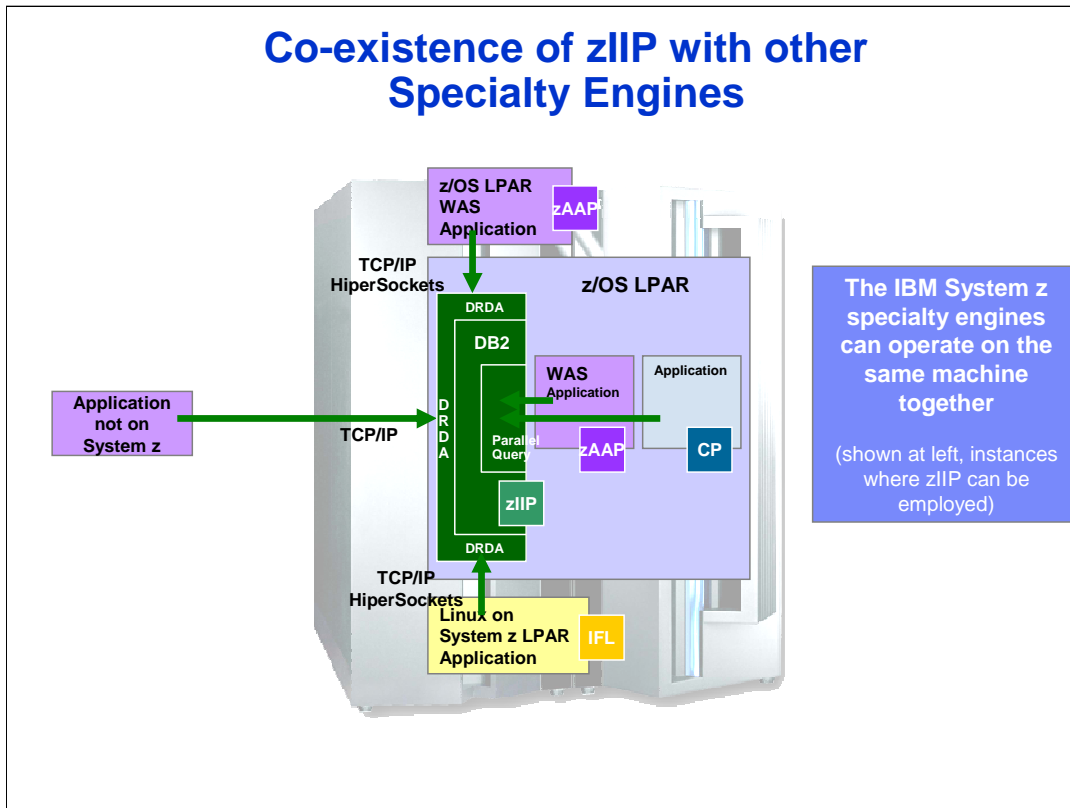 Co-existence of zIIP with other
Specialty Engines
z/OS LPAR
WAS
Application
zAAP
TCP/IP
HiperSockets
z/OS LPAR
DRDA
DB2
WAS
Application
Application
DRDA
Parallel
Query
zAAP
CP
zIIP
DRDA
Application
not on
System z
TCP/IP
TCP/IP
HiperSockets
Linux on
System z LPAR
Application
IFL
The IBM System z
specialty engines
can operate on the
same machine
together
(shown at left, instances
where zIIP can be
employed)